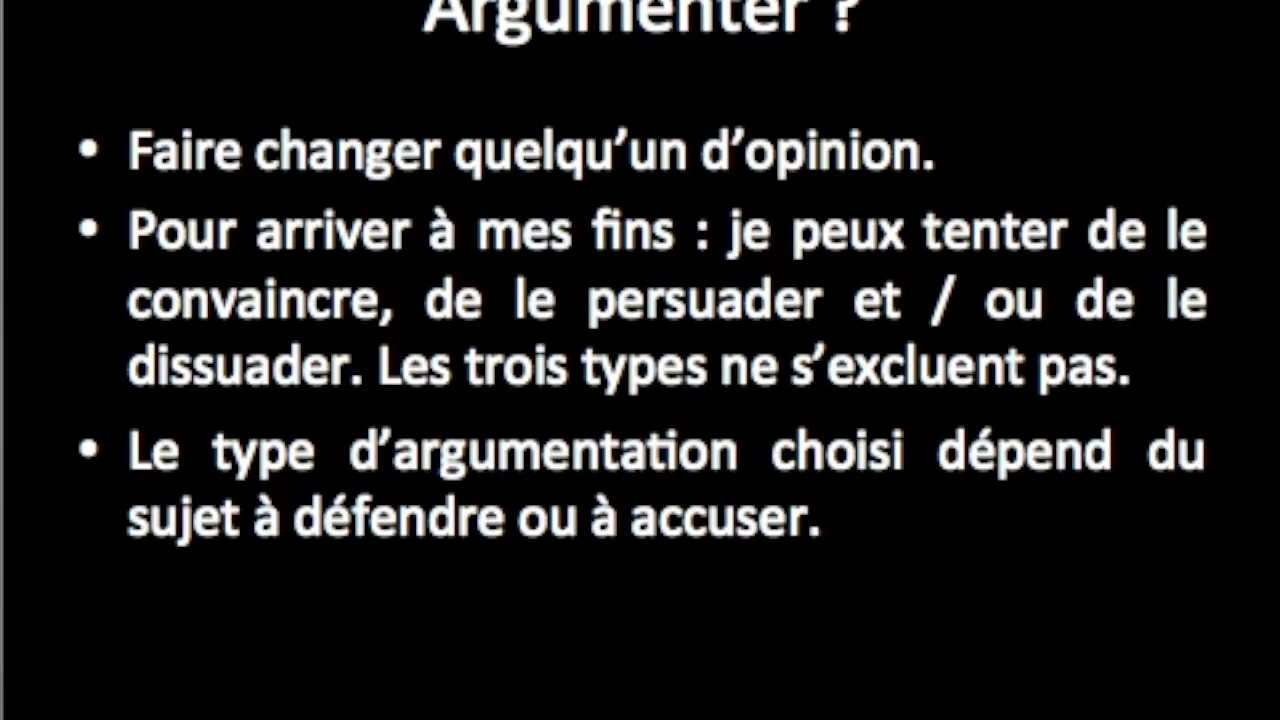 Argumenter ?
• Faire changer quelqu’un d’opinion.
• Pour arriver à mes fins : je peux tenter de le
convaincre, de le persuader et / ou de le
dissuader. Les trois types ne s’excluent pas.
• Le type d’argumentation choisi dépend du
sujet à défendre ou à accuser.